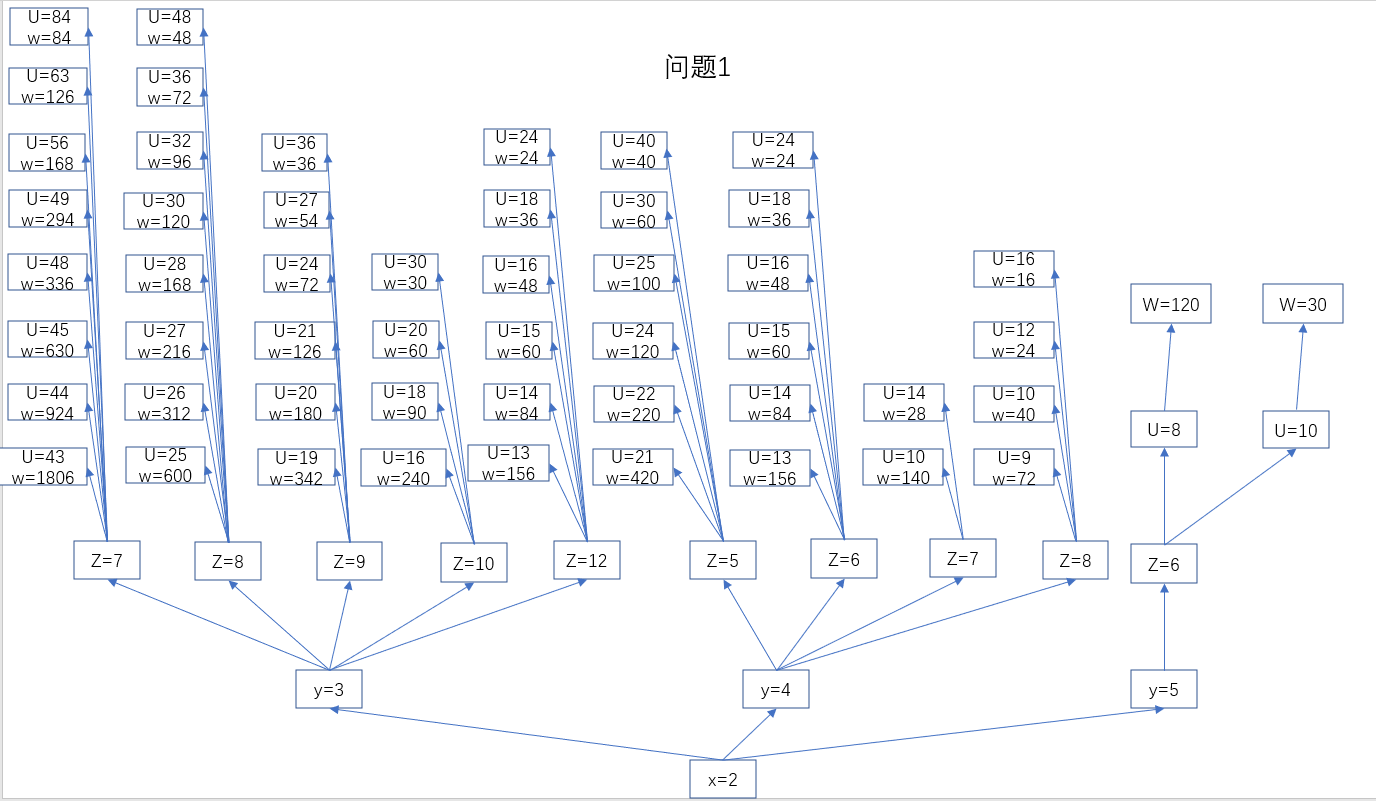 问题1
U=84
w=84
U=63
w=126
U=56
w=168
U=49
w=294
U=48
w=336
U=45
w=630
U=44
w=924
U=43
w=1806
U=48
w=48
U=36
w=72
U=32
w=96
U=30
w=120
U=28
w=168
U=27
w=216
U=26
w=312
U=25
w=600
U=36
w=36
U=27
w=54
U=24
w=72
U=21
w=126
U=20
w=180
U=19
w=342
U=30
w=30
U=20
w=60
U=18
w=90
U=16
w=240
U=24
w=24
U=18
w=36
U=16
w=48
U=15
w=60
U=14
w=84
U=13
w=156
U=40
w=40
U=30
w=60
U=25
w=100
U=24
w=120
U=22
w=220
U=21
w=420
U=24
w=24
U=18
w=36
U=16
w=48
U=15
w=60
U=14
w=84
U=13
w=156
U=14
w=28
U=10
w=140
U=16
w=16
U=12
w=24
U=10
w=40
U=9
w=72
W=120
W=30
U=8
U=10
Z=7
Z=8
Z=9
Z=10
Z=12
Z=5
Z=6
Z=7
Z=8
Z=6
y=3
y=4
y=5
x=2